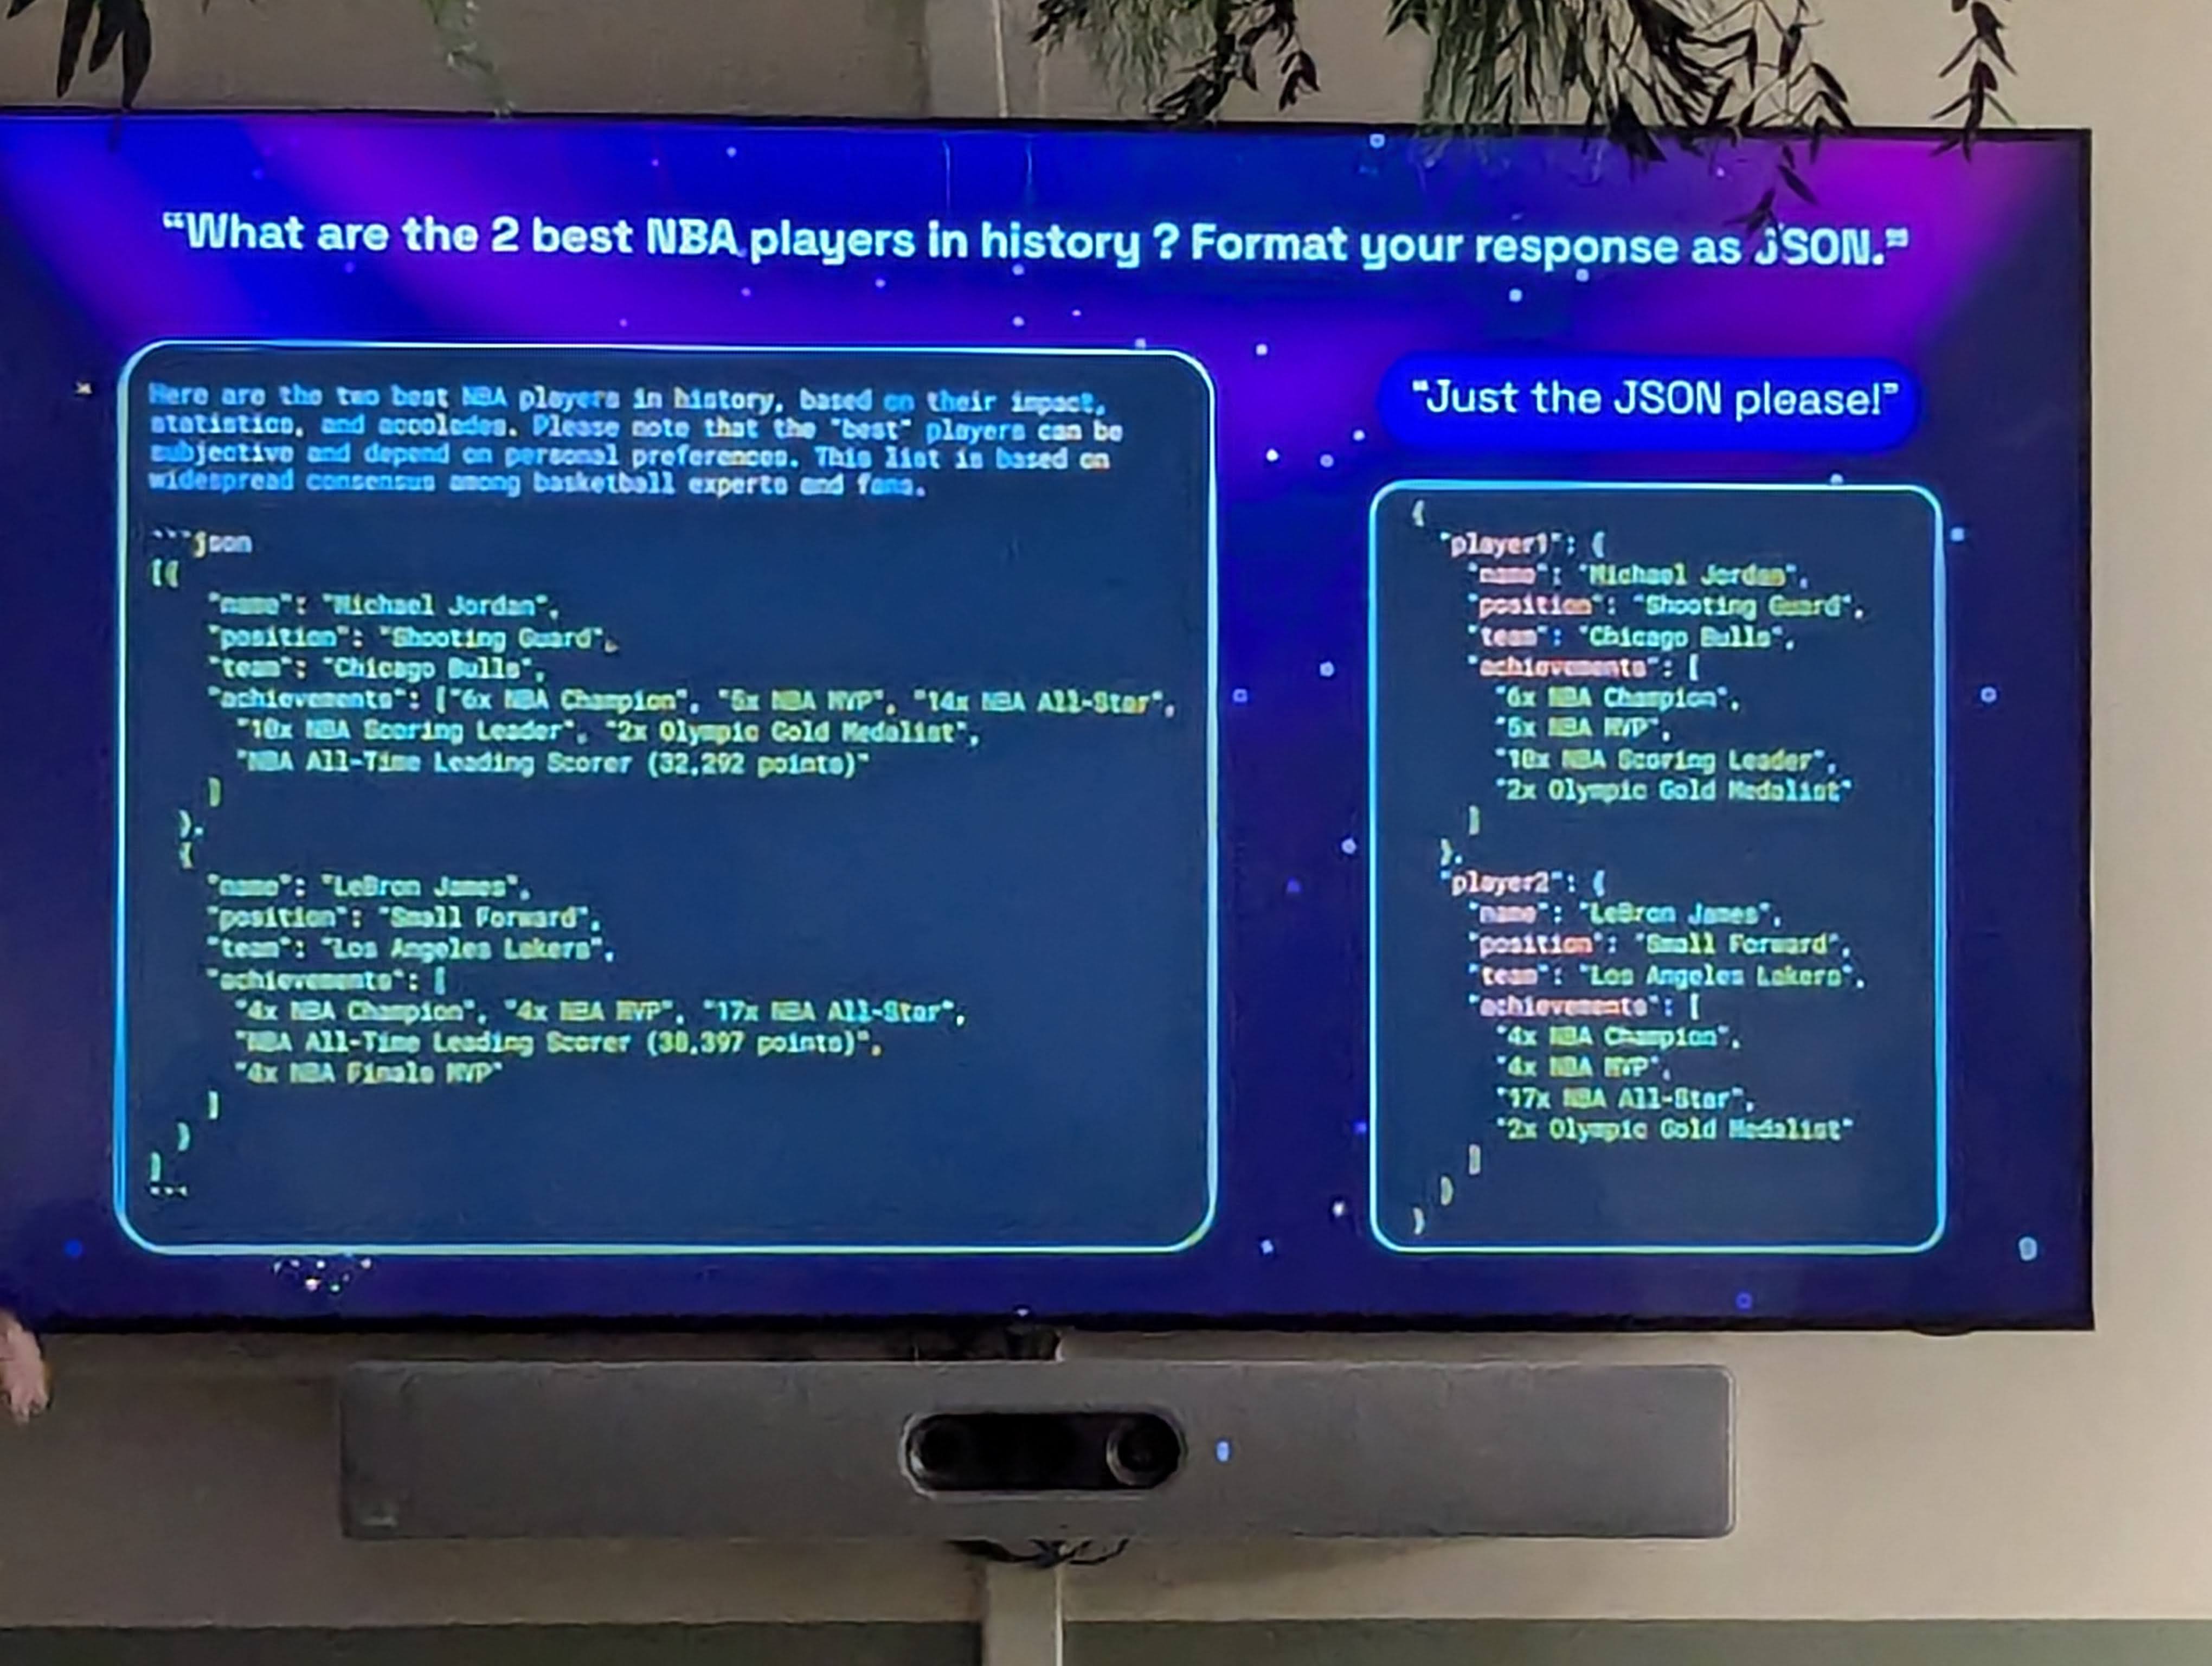 “What are the 2 best NBA players in history ? Format your response as JSON.”
Here are the two best NBA players in history, based on their impact,
statistics, and accolades. Please note that the "best" players can be
subjective and depend on personal preferences. This list is based on
widespread consensus among basketball experts and fans.
```json
[{
"name": "Michael Jordan",
"position": "Shooting Guard",
"team": "Chicago Bulls",
"achievements": ["6x NBA Champion", "5x NBA MVP", "14x NBA All-Star",
"10x NBA Scoring Leader", "2x Olympic Gold Medalist",
"NBA All-Time Leading Scorer (32,292 points)"
]
},
{
"name": "LeBron James",
"position": "Small Forward",
"team": "Los Angeles Lakers",
"achievements": [
"4x NBA Champion", "4x NBA MVP", "17x NBA All-Star",
"NBA All-Time Leading Scorer (38,397 points)",
"4x NBA Finals MVP"
]
}
]
```
“Just the JSON please!”
{
"player1": {
"name": "Michael Jordan",
"position": "Shooting Guard",
"team": "Chicago Bulls",
"achievements": [
"6x NBA Champion",
"5x NBA MVP",
"10x NBA Scoring Leader",
"2x Olympic Gold Medalist"
]
},
"player2": {
"name": "LeBron James",
"position": "Small Forward",
"team": "Los Angeles Lakers",
"achievements": [
"4x NBA Champion",
"4x NBA MVP",
"17x NBA All-Star",
"2x Olympic Gold Medalist"
]
}
}